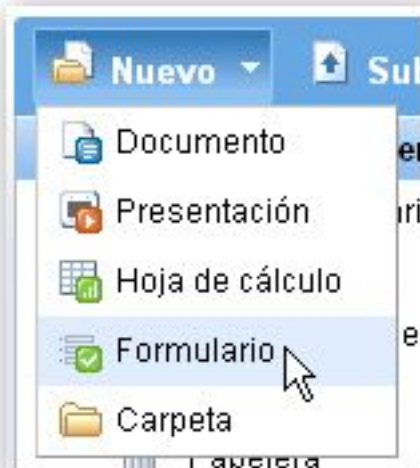 Nuevo
Documento
Presentación
Hoja de cálculo
Formulario
Carpeta